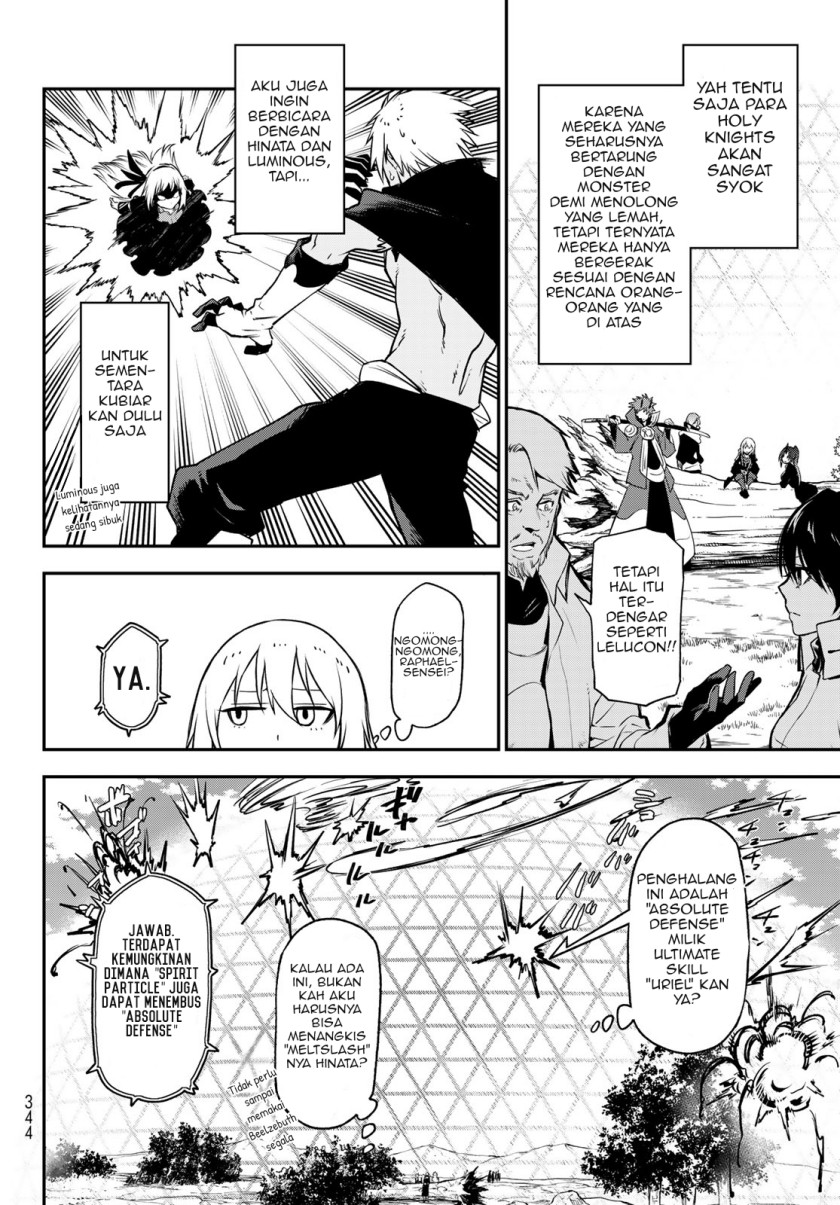 YAH TENTU
SAJA PARA
HOLY
KNIGHTS
AKAN
SANGAT
SYOK
KARENA
MEREKA YANG
SEHARUSNYA
BERTARUNG
DENGAN
MONSTER
DEMI MENOLONG
YANG LEMAH,
TETAPI TERNYATA
MEREKA HANYA
BERGERAK
SESUAI DENGAN
RENCANA ORANG-
ORANG YANG
DI ATAS
TETAPI
HAL ITU
TER-
DENGAR
SEPERTI
LELUCON!!
AKU JUGA
INGIN
BERBICARA
DENGAN
HINATA DAN
LUMINOUS,
TAPI...
UNTUK
SEMEN-
TARA
KUBIAR
KAN DULU
SAJA
Luminous juga
kelihatannya
sedang sibuk
....
NGOMONG-
NGOMONG,
RAPHAEL-
SENSEI?
YA.
PENGHALANG
INI ADALAH
"ABSOLUTE
DEFENSE"
MILIK
ULTIMATE
SKILL
"URIEL" KAN
YA?
KALAU ADA
INI, BUKAN
KAH AKU
HARUSNYA
BISA
MENANGKIS
"MELTSLASH"
NYA HINATA?
Tidak perlu
sampai
memakai
Beelzebuth
segala
JAWAB.
TERDAPAT
KEMUNGKINAN
DIMANA "SPIRIT
PARTICLE" JUGA
DAPAT MENEMBUS
"ABSOLUTE
DEFENSE"
344